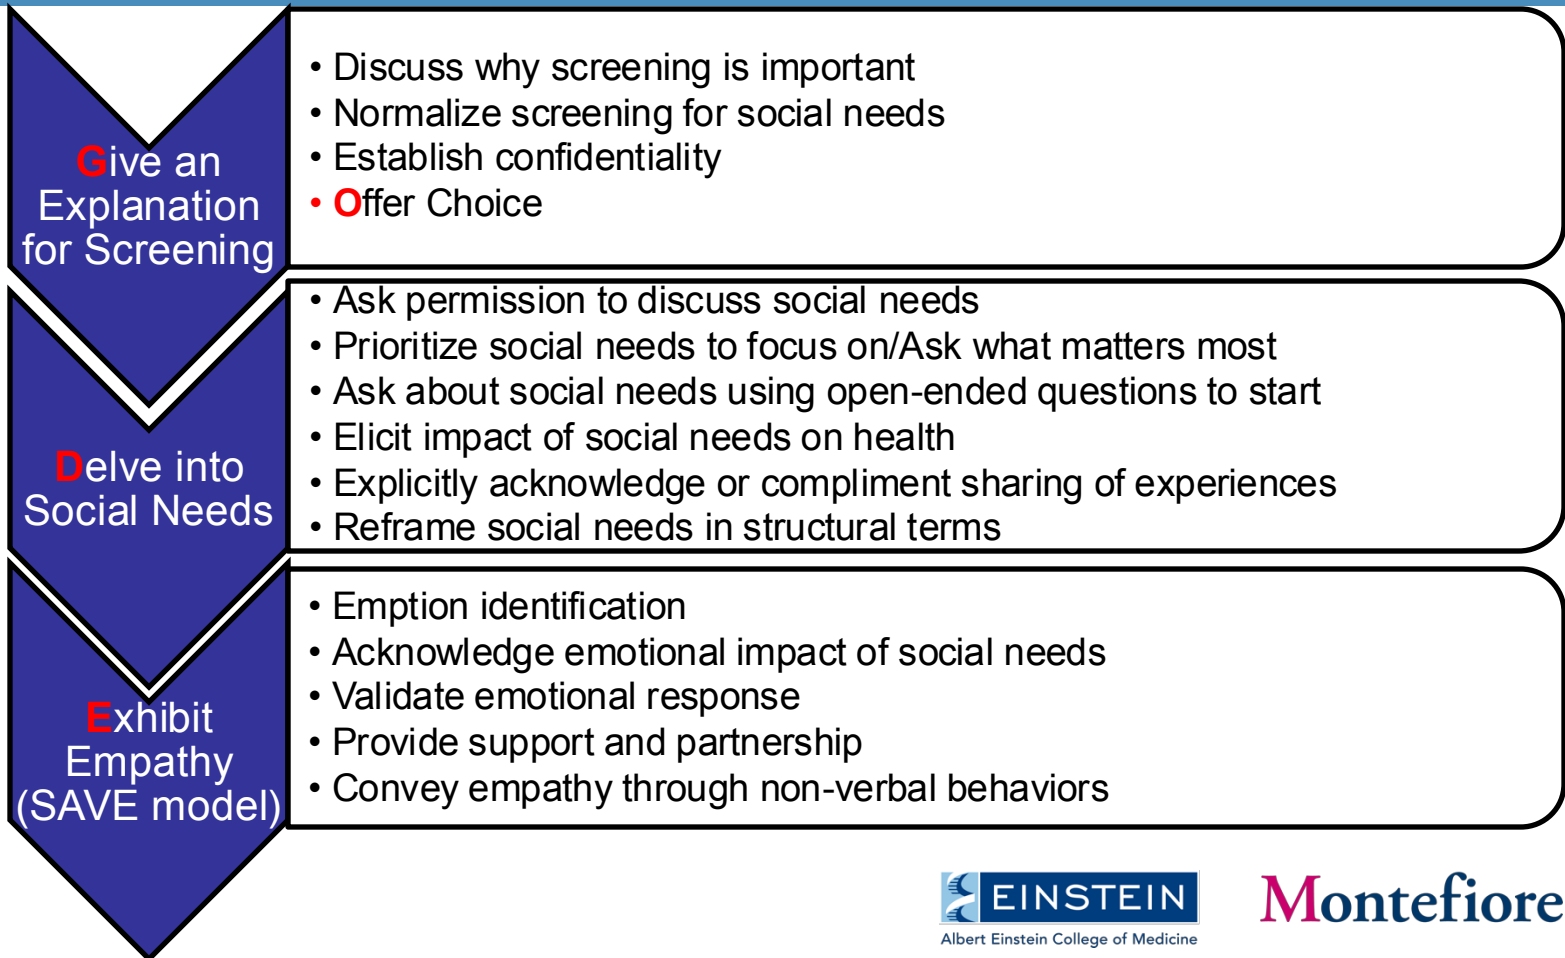 Give an
Explanation
for Screening
• Discuss why screening is important
• Normalize screening for social needs
• Establish confidentiality
• Offer Choice
Delve into
Social Needs
• Ask permission to discuss social needs
• Prioritize social needs to focus on/Ask what matters most
• Ask about social needs using open-ended questions to start
• Elicit impact of social needs on health
• Explicitly acknowledge or compliment sharing of experiences
• Reframe social needs in structural terms
Exhibit
Empathy
(SAVE model)
• Emption identification
• Acknowledge emotional impact of social needs
• Validate emotional response
• Provide support and partnership
• Convey empathy through non-verbal behaviors
EINSTEIN
Albert Einstein College of Medicine
Montefiore